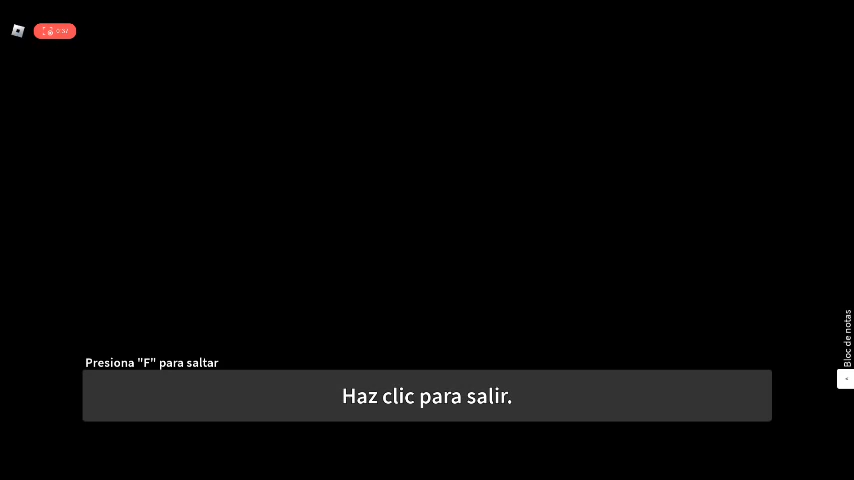 Presiona "F" para saltar
Haz clic para salir.
Bloc de notas